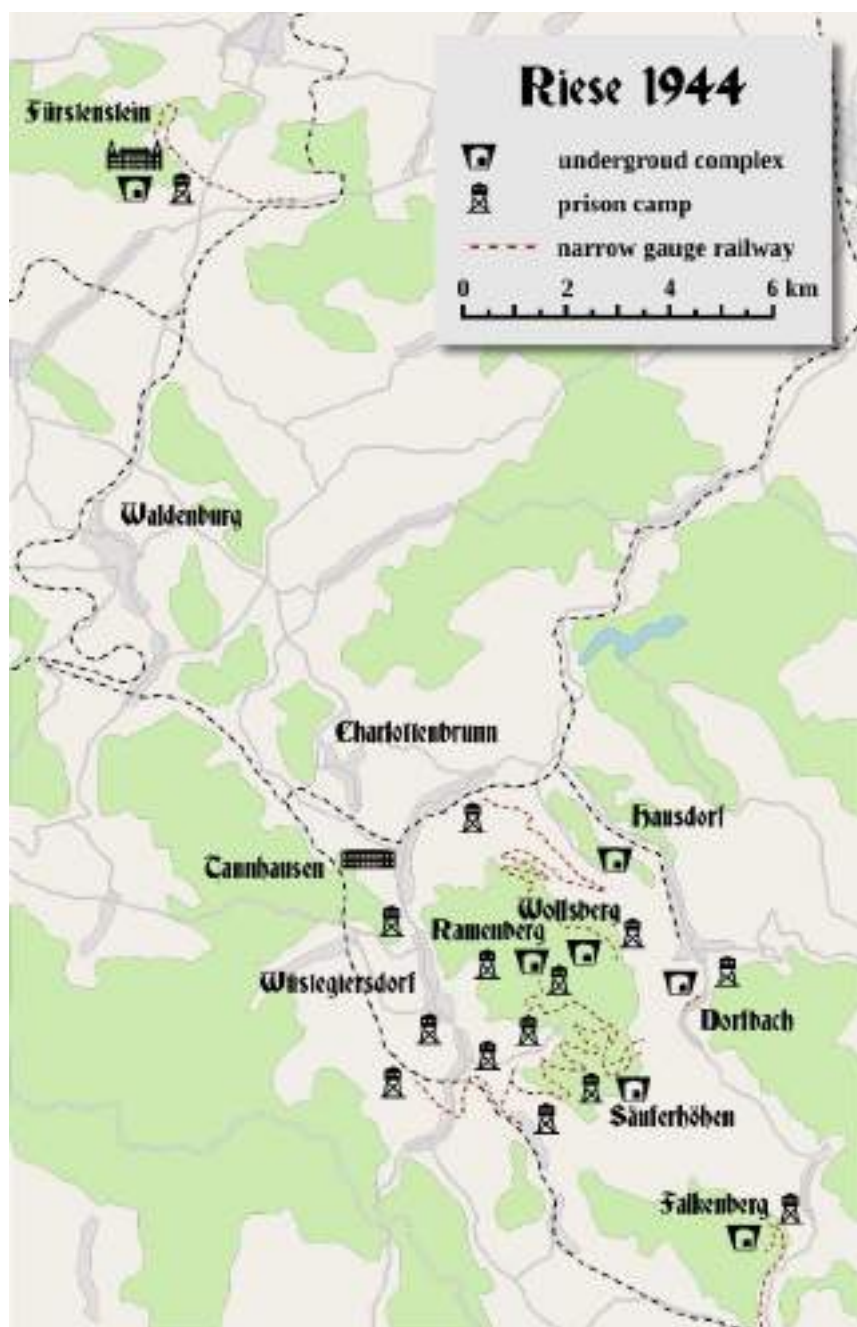 Riese 1944
undergroud complex
prison camp
narrow gauge railway
0 2 4 6 km
Fürstenstein
Waldenburg
Charlottenbrunn
Hausdorf
Tannhausen
Wolfsberg
Ramenberg
Wüstegiersdorf
Dorfbach
Säuferhöhen
Falkenberg